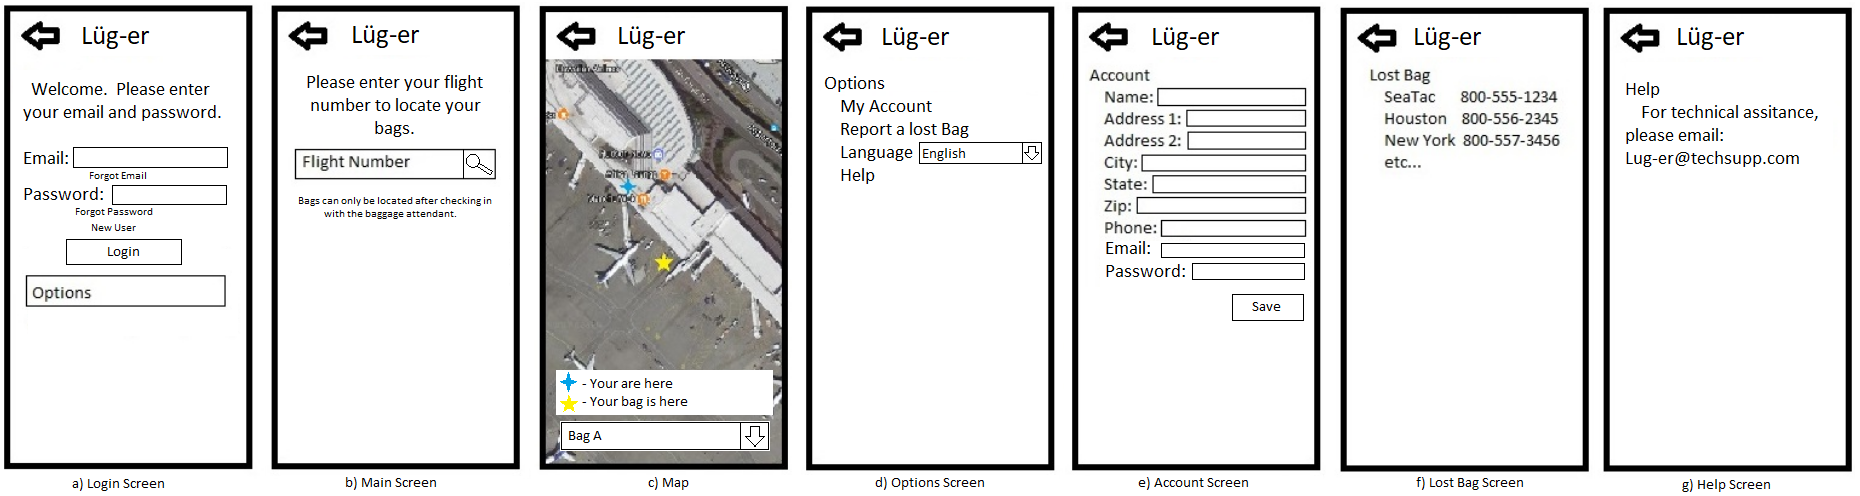 Lüg-er
Welcome.  Please enter
your email and password.
Email:
Forgot Email
Password:
Forgot Password
New User
Login
Options
a) Login Screen
Lüg-er
Please enter your flight
number to locate your
bags.
Flight Number
Bags can only be located after checking in
with the baggage attendant.
b) Main Screen
Lüg-er
- Your are here
- Your bag is here
Bag A
c) Map
Lüg-er
Options
My Account
Report a lost Bag
Language English
Help
d) Options Screen
Lüg-er
Account
Name:
Address 1:
Address 2:
City:
State:
Zip:
Phone:
Email:
Password:
Save
e) Account Screen
Lüg-er
Lost Bag
SeaTac 800-555-1234
Houston 800-556-2345
New York 800-557-3456
etc...
f) Lost Bag Screen
Lüg-er
Help
For technical assitance,
please email:
Lug-er@techsupp.com
g) Help Screen